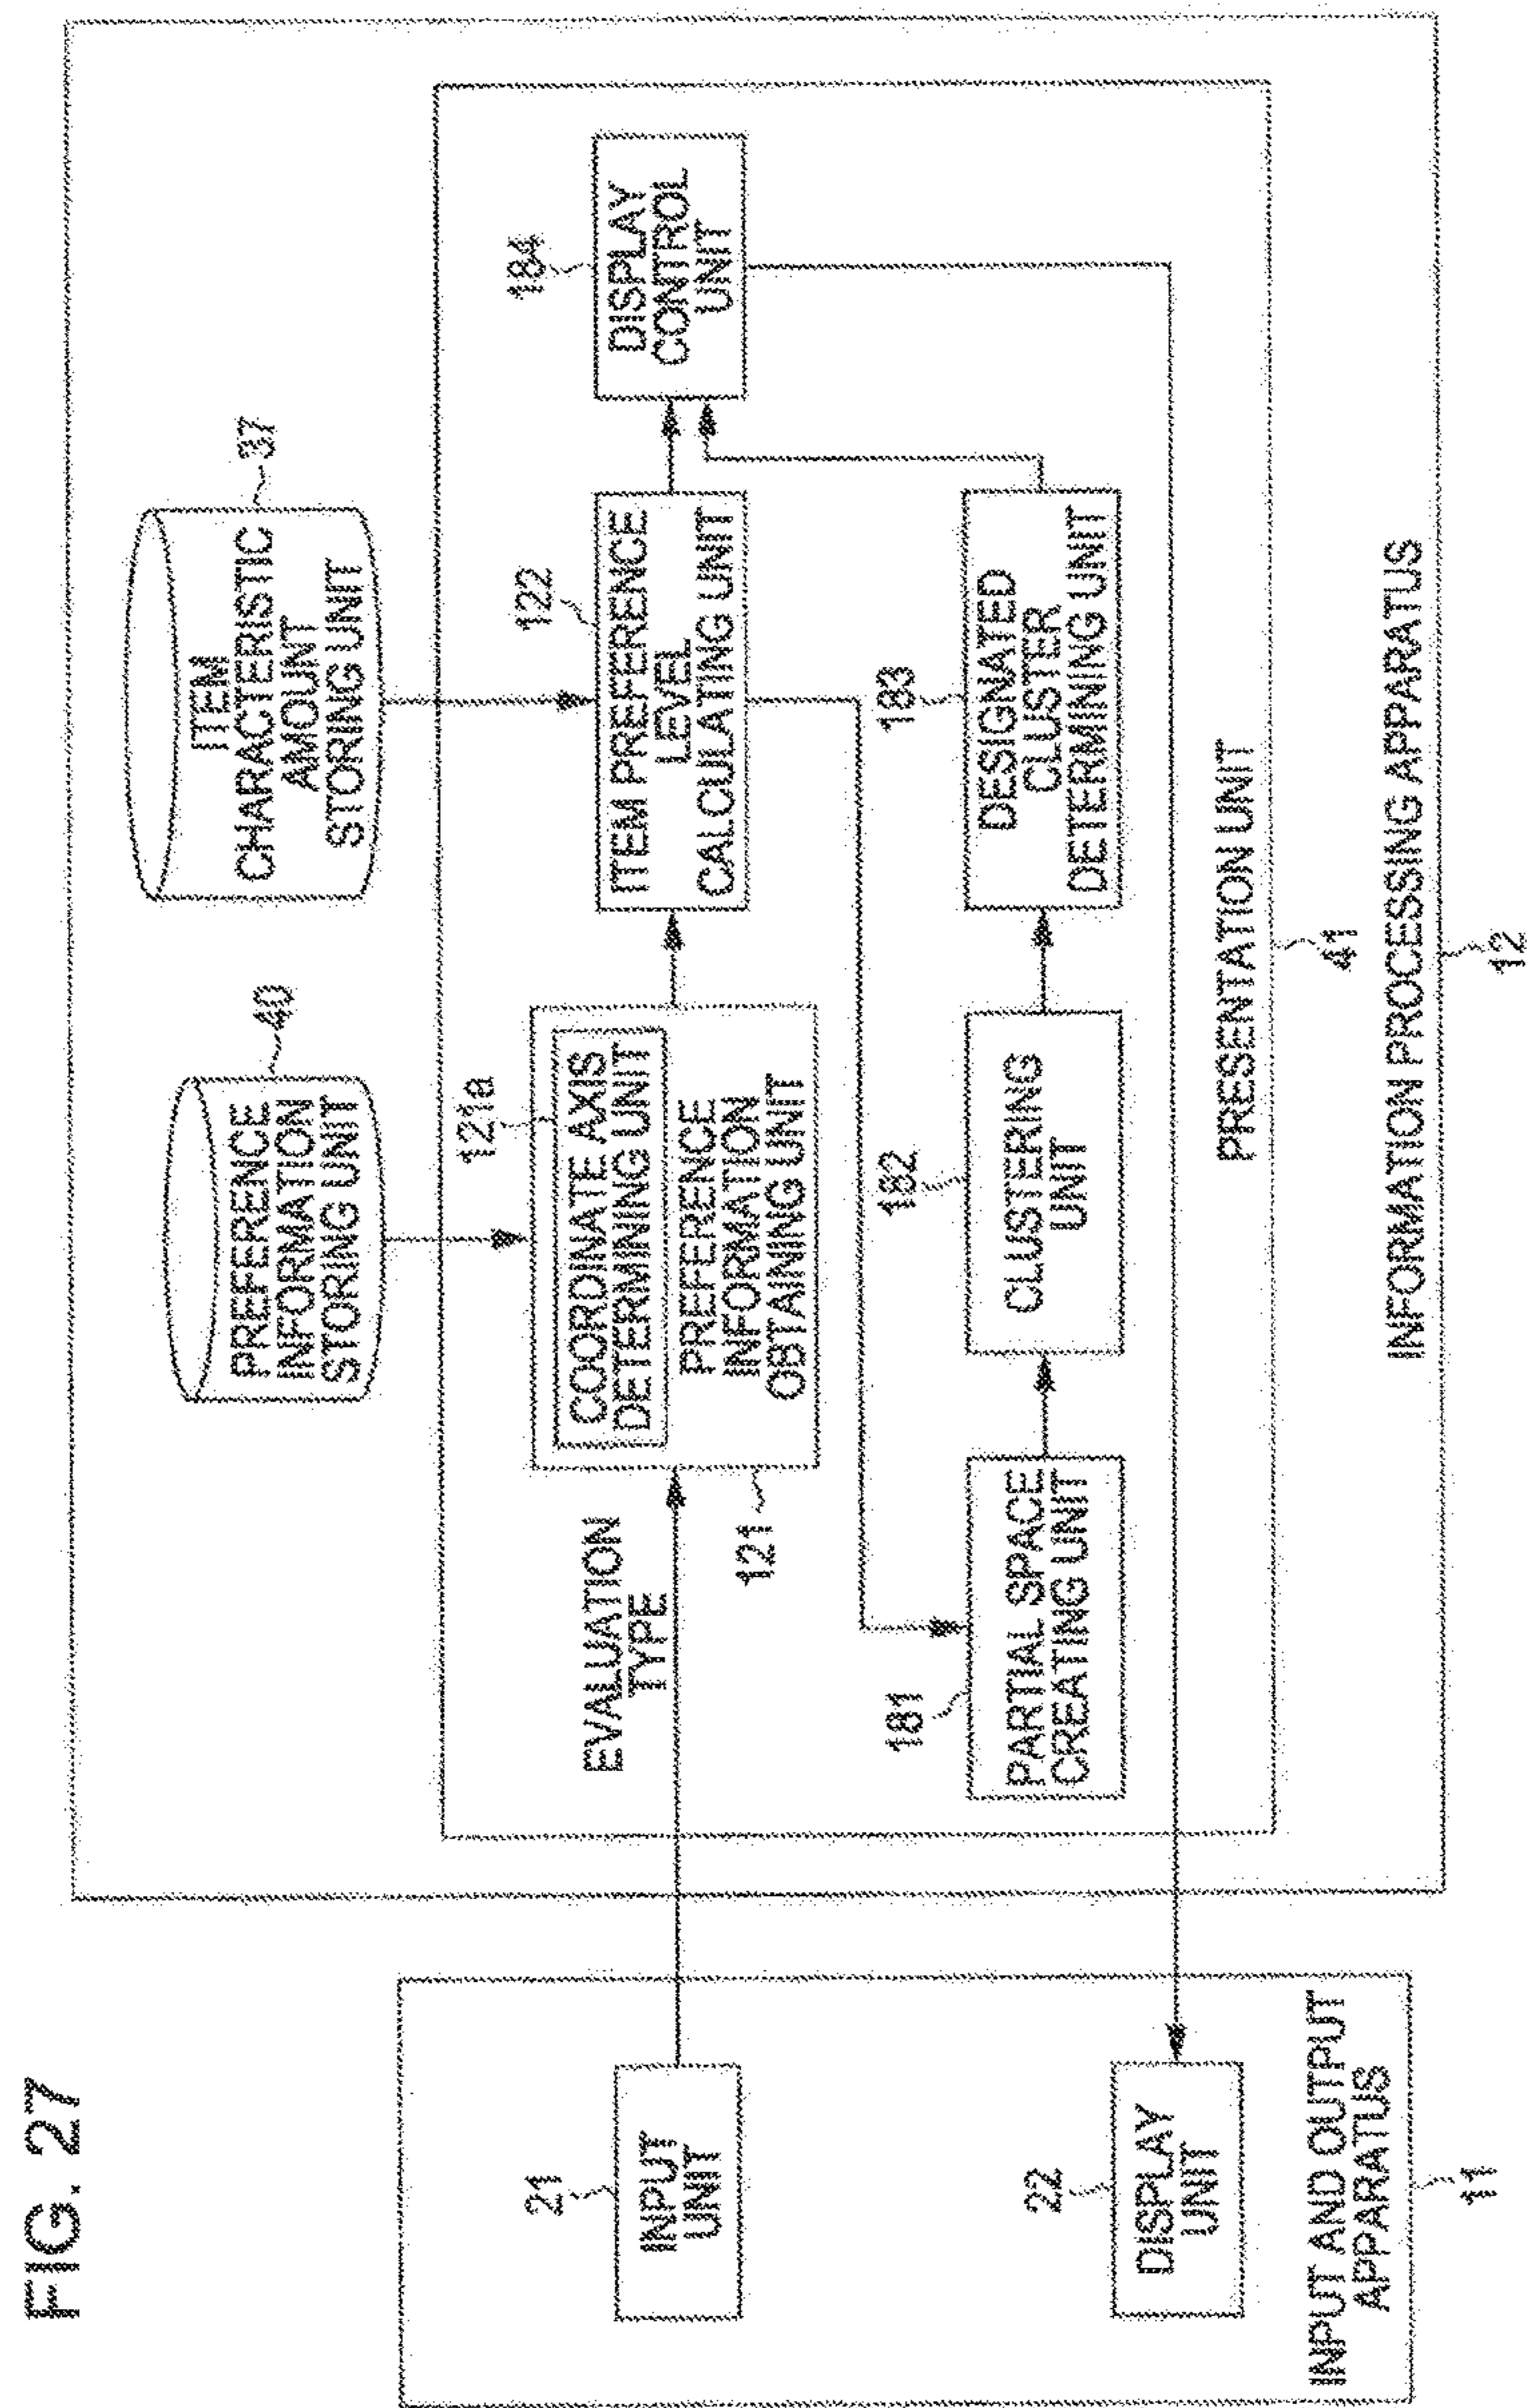 FIG. 27
40
PREFERENCE
INFORMATION
STORING UNIT
37
ITEM
CHARACTERISTIC
AMOUNT
STORING UNIT
21
INPUT
UNIT
EVALUATION
TYPE
121a
COORDINATE AXIS
DETERMINING UNIT
PREFERENCE
INFORMATION
OBTAINING UNIT
121
122
ITEM PREFERENCE
LEVEL
CALCULATING UNIT
184
DISPLAY
CONTROL
UNIT
22
DISPLAY
UNIT
181
PARTIAL SPACE
CREATING UNIT
182
CLUSTERING
UNIT
183
DESIGNATED
CLUSTER
DETERMINING UNIT
PRESENTATION UNIT
41
INPUT AND OUTPUT
APPARATUS
11
INFORMATION PROCESSING APPARATUS
12